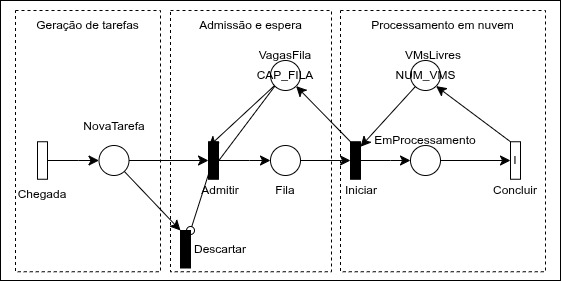 Geração de tarefas
Admissão e espera
Processamento em nuvem
VagasFila
CAP_FILA
VMsLivres
NUM_VMS
NovaTarefa
EmProcessamento
I
Chegada
Admitir
Fila
Iniciar
Concluir
Descartar